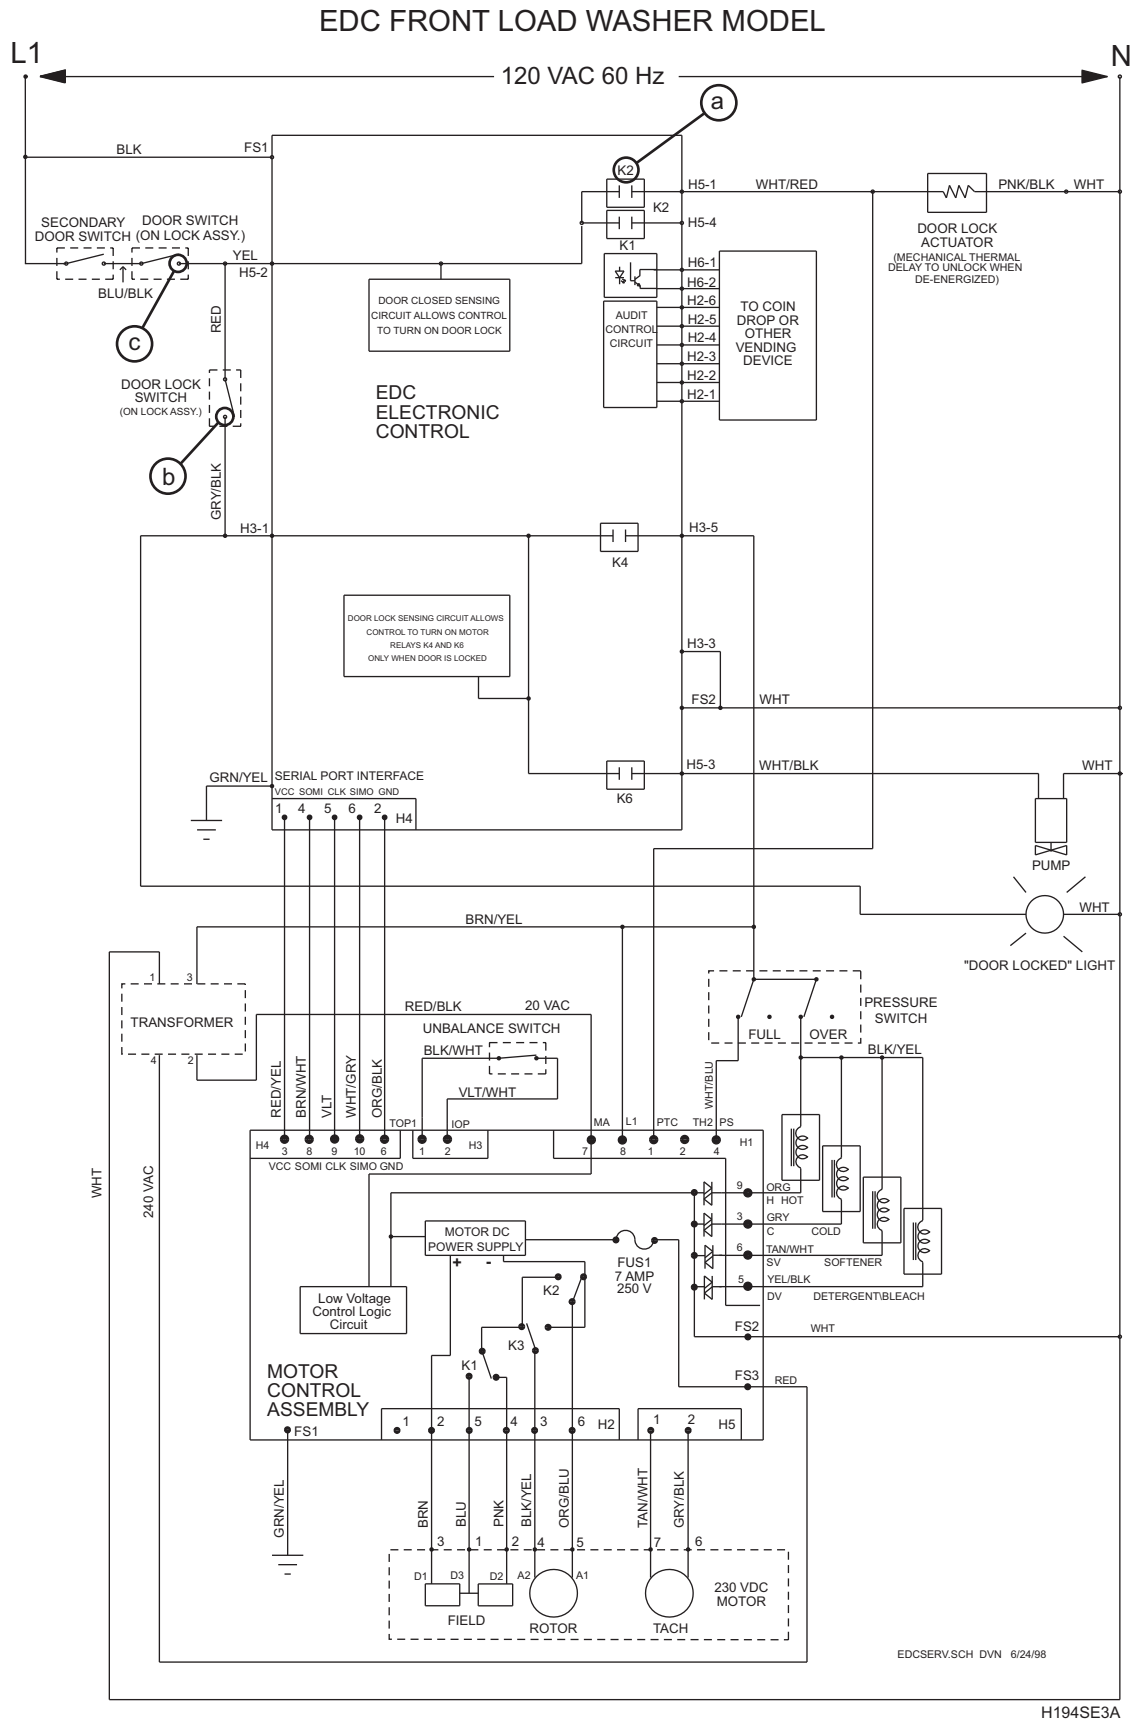 EDC FRONT LOAD WASHER MODEL
L1
120 VAC 60 Hz
N
a
BLK
FS1
K2
H5-1
WHT/RED
PNK/BLK
WHT
K2
SECONDARY
DOOR SWITCH
DOOR SWITCH
(ON LOCK ASSY.)
YEL
H5-2
H5-4
K1
DOOR LOCK
ACTUATOR
(MECHANICAL THERMAL
DELAY TO UNLOCK WHEN
DE-ENERGIZED)
BLU/BLK
H6-1
H6-2
H2-6
H2-5
H2-4
H2-3
H2-2
H2-1
DOOR CLOSED SENSING
CIRCUIT ALLOWS CONTROL
TO TURN ON DOOR LOCK
AUDIT
CONTROL
CIRCUIT
TO COIN
DROP OR
OTHER
VENDING
DEVICE
c
RED
DOOR LOCK
SWITCH
(ON LOCK ASSY.)
EDC
ELECTRONIC
CONTROL
b
GRY/BLK
H3-1
K4
H3-5
DOOR LOCK SENSING CIRCUIT ALLOWS
CONTROL TO TURN ON MOTOR
RELAYS K4 AND K6
ONLY WHEN DOOR IS LOCKED
H3-3
FS2
WHT
GRN/YEL
SERIAL PORT INTERFACE
VCC SOMI CLK SIMO GND
1 4 5 6 2
H4
K6
H5-3
WHT/BLK
WHT
PUMP
WHT
"DOOR LOCKED" LIGHT
BRN/YEL
1 3
TRANSFORMER
4 2
RED/BLK
20 VAC
UNBALANCE SWITCH
BLK/WHT
VLT/WHT
PRESSURE
SWITCH
FULL
OVER
BLK/YEL
WHT/BLU
RED/YEL
BRN/WHT
VLT
WHT/GRY
ORG/BLK
TOP1
IOP
MA
L1
PTC
TH2
PS
H4
3 8 9 10 6
VCC SOMI CLK SIMO GND
1 2
H3
7 8 1 2 4
H1
WHT
240 VAC
9
ORG
H HOT
3
GRY
C
COLD
6
TAN/WHT
SV
SOFTENER
5
YEL/BLK
DV
DETERGENT\BLEACH
MOTOR DC
POWER SUPPLY
+ -
FUS1
7 AMP
250 V
Low Voltage
Control Logic
Circuit
K2
K3
K1
FS2
WHT
FS3
RED
MOTOR
CONTROL
ASSEMBLY
FS1
1 2 5 4 3 6
H2
1 2
H5
GRN/YEL
BRN
BLU
PNK
BLK/YEL
ORG/BLU
TAN/WHT
GRY/BLK
3 1 2 4 5 7 6
D1
D3
D2
A2
A1
FIELD
ROTOR
TACH
230 VDC
MOTOR
EDCSERV.SCH DVN 6/24/98
H194SE3A